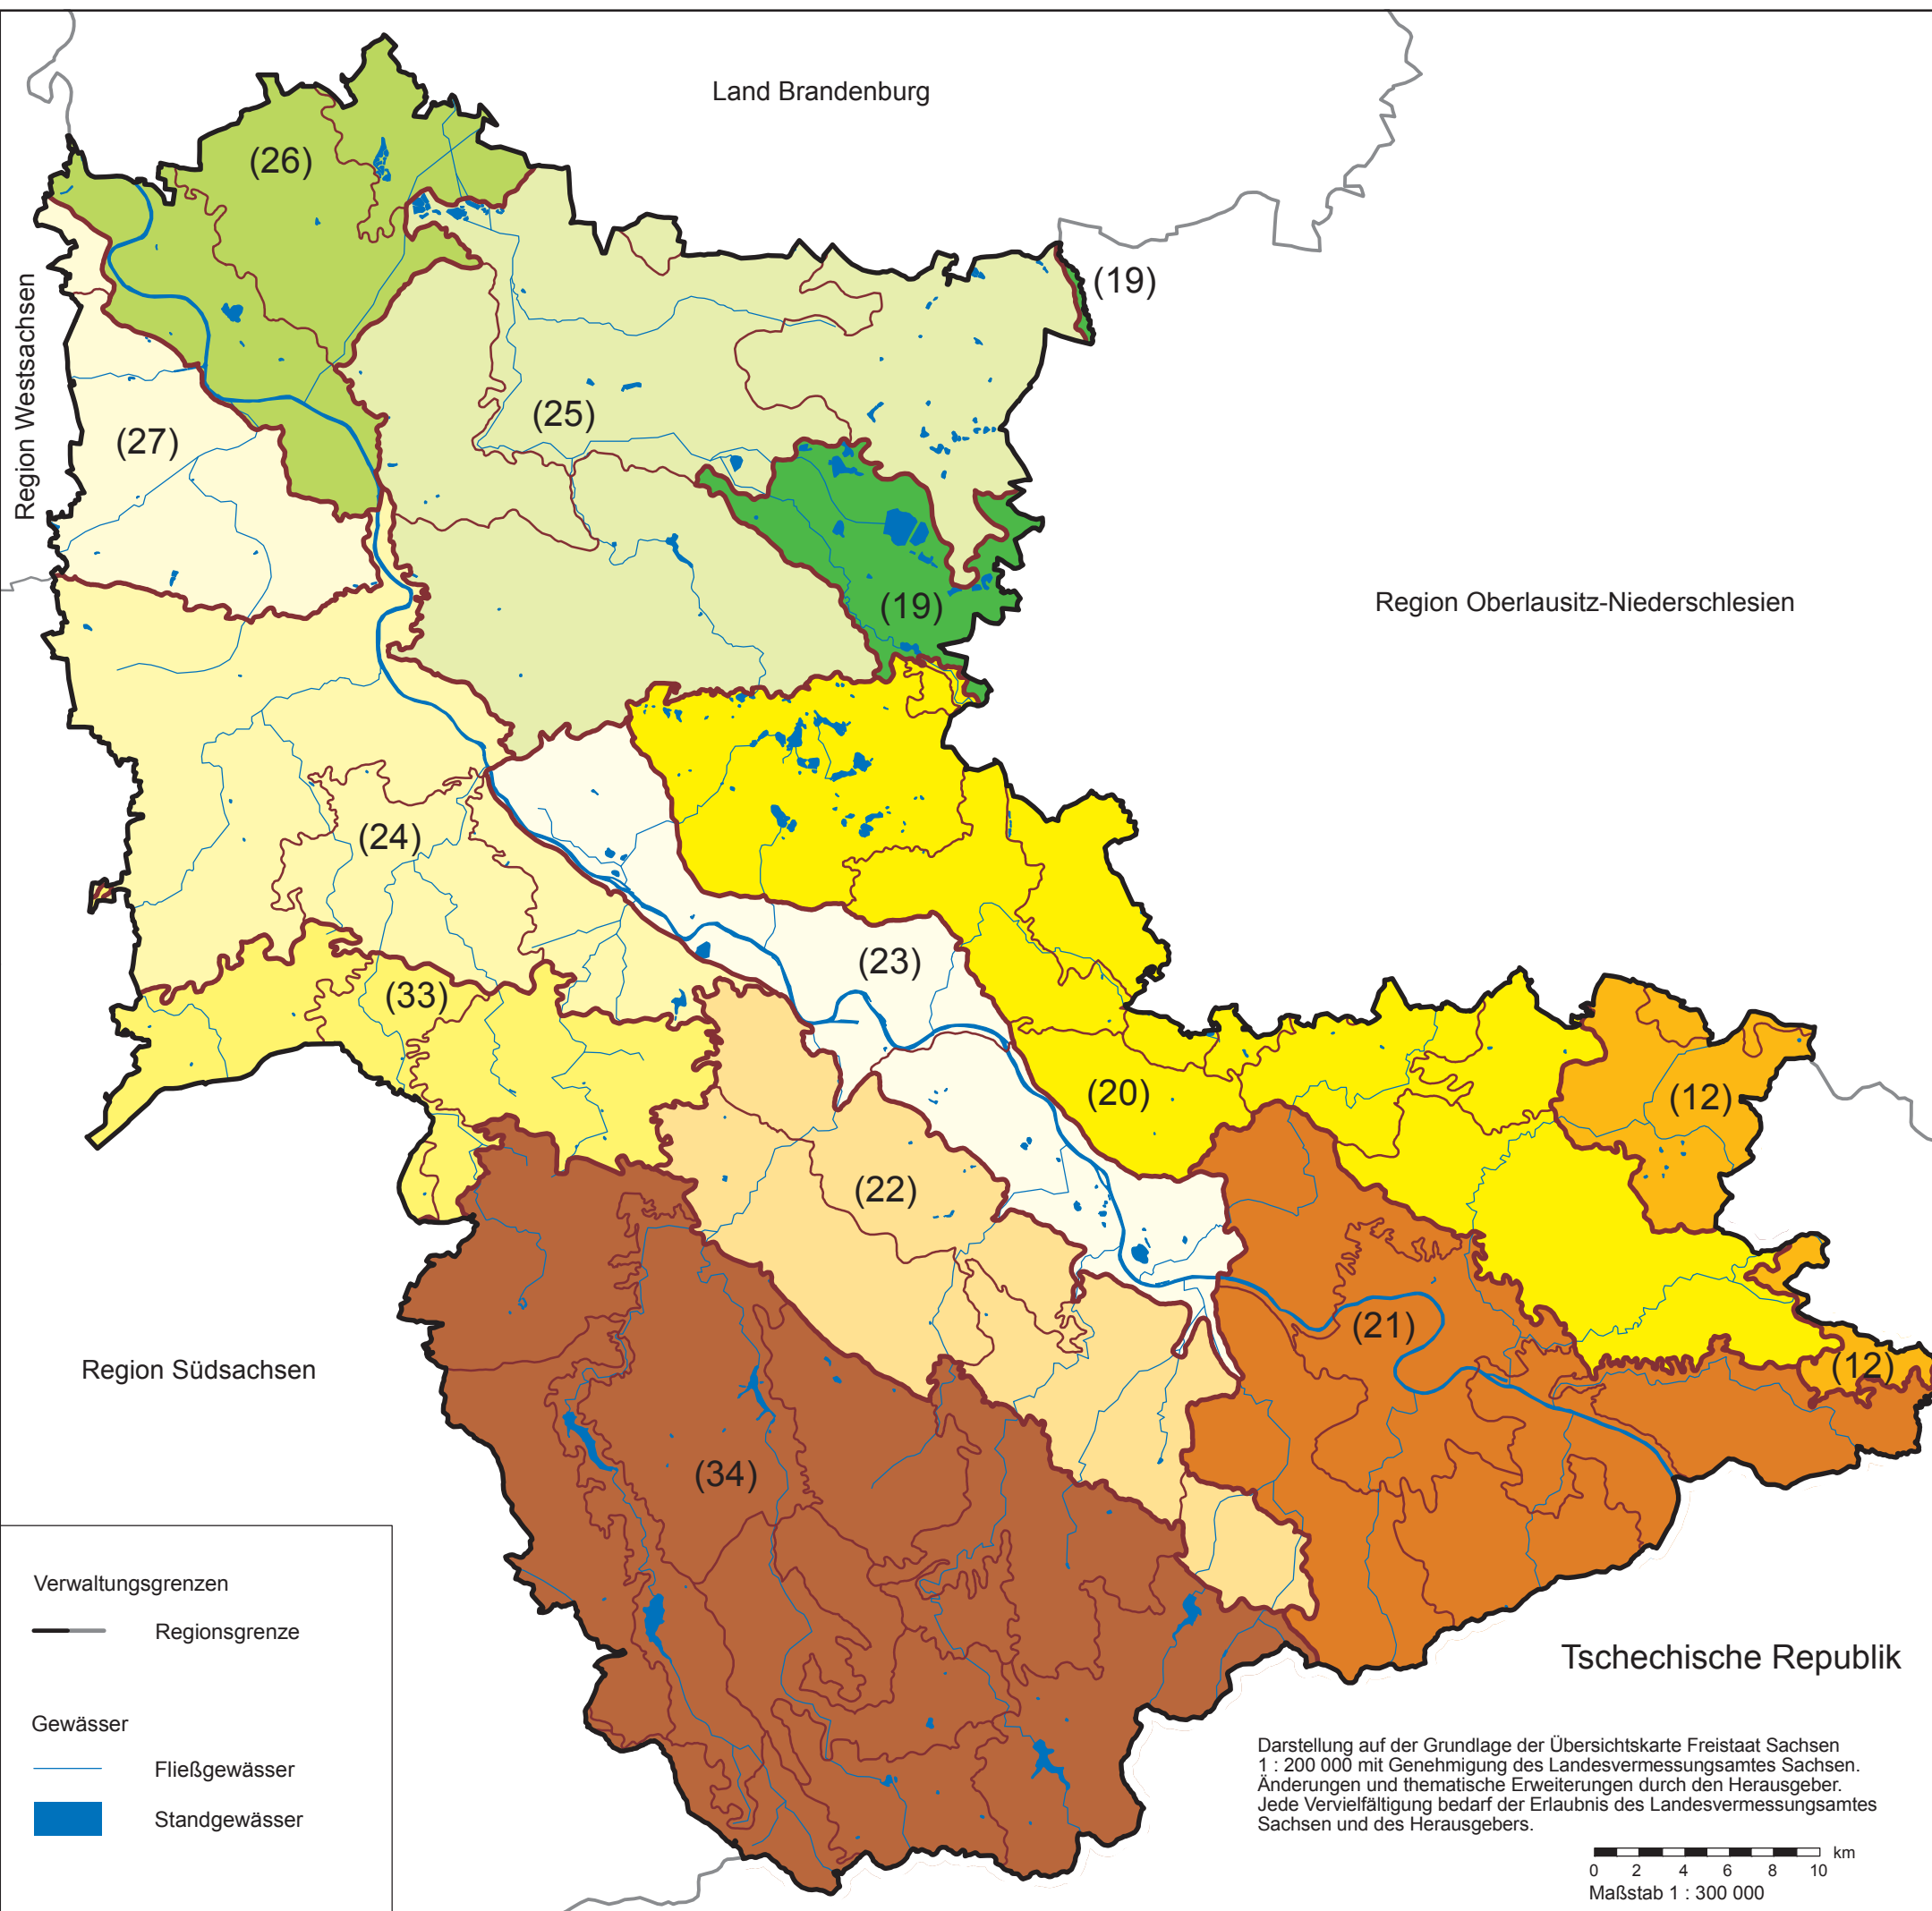 Land Brandenburg
(26)
(19)
Region Westsachsen
(25)
(27)
(19)
Region Oberlausitz-Niederschlesien
(24)
(23)
(33)
(20)
(12)
(22)
(21)
(12)
Region Südsachsen
(34)
Verwaltungsgrenzen
Regionsgrenze
Gewässer
Fließgewässer
Standgewässer
Tschechische Republik
Darstellung auf der Grundlage der Übersichtskarte Freistaat Sachsen
1 : 200 000 mit Genehmigung des Landesvermessungsamtes Sachsen.
Änderungen und thematische Erweiterungen durch den Herausgeber.
Jede Vervielfältigung bedarf der Erlaubnis des Landesvermessungsamtes
Sachsen und des Herausgebers.
km
0 2 4 6 8 10
Maßstab 1 : 300 000